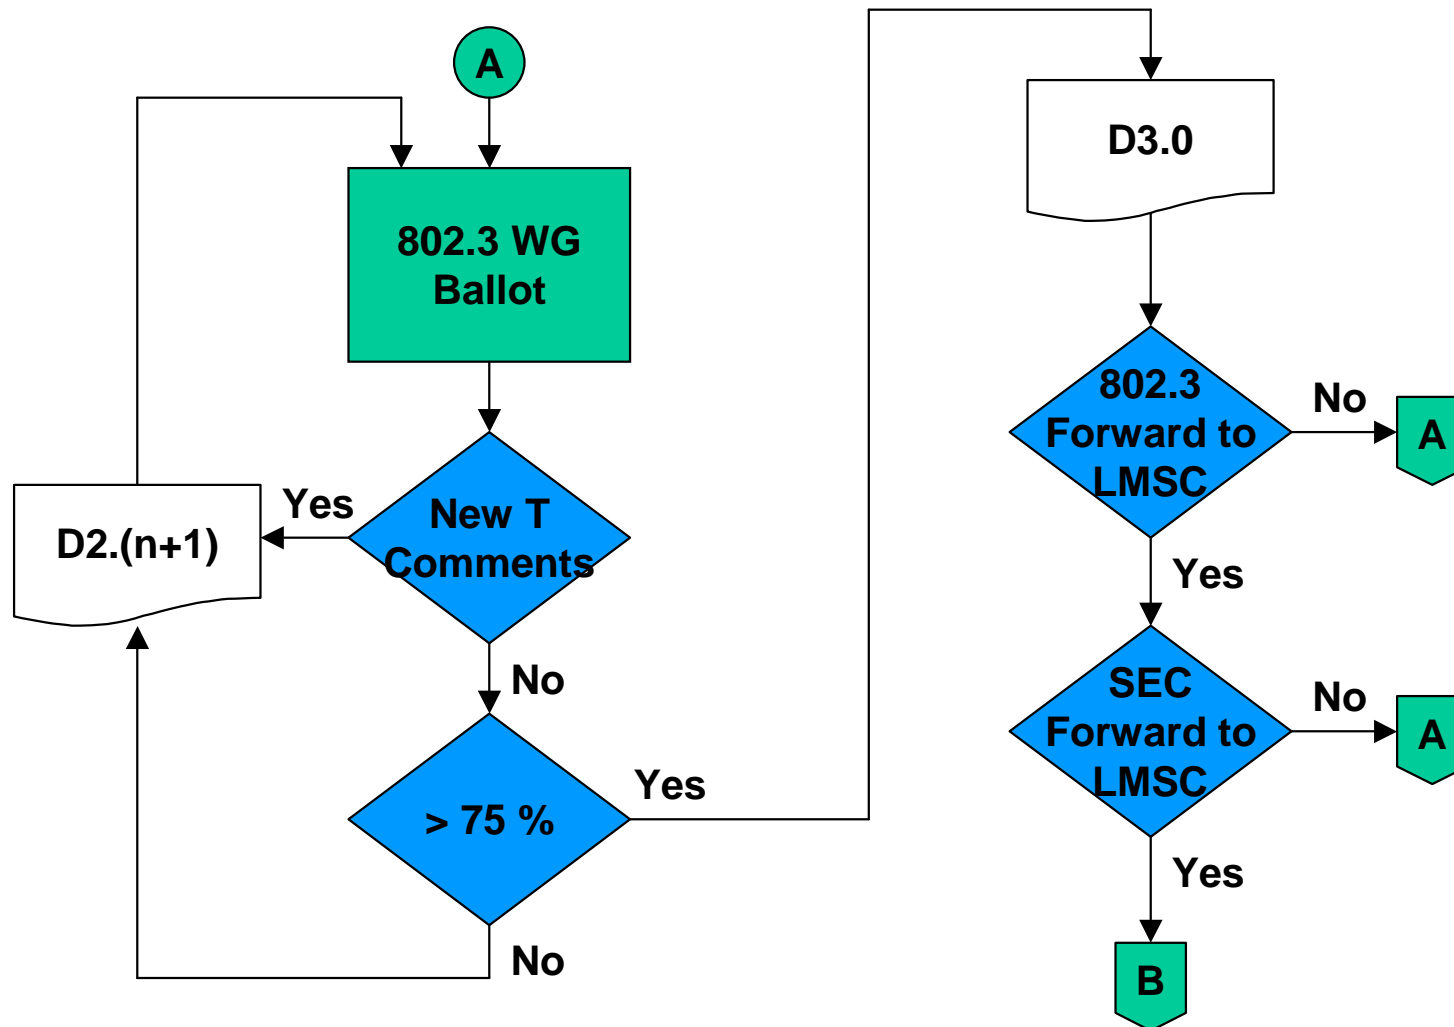 A
802.3 WG
Ballot
New T
Comments
Yes
D2.(n+1)
No
> 75 %
Yes
No
D3.0
802.3
Forward to
LMSC
No
A
Yes
SEC
Forward to
LMSC
No
A
Yes
B